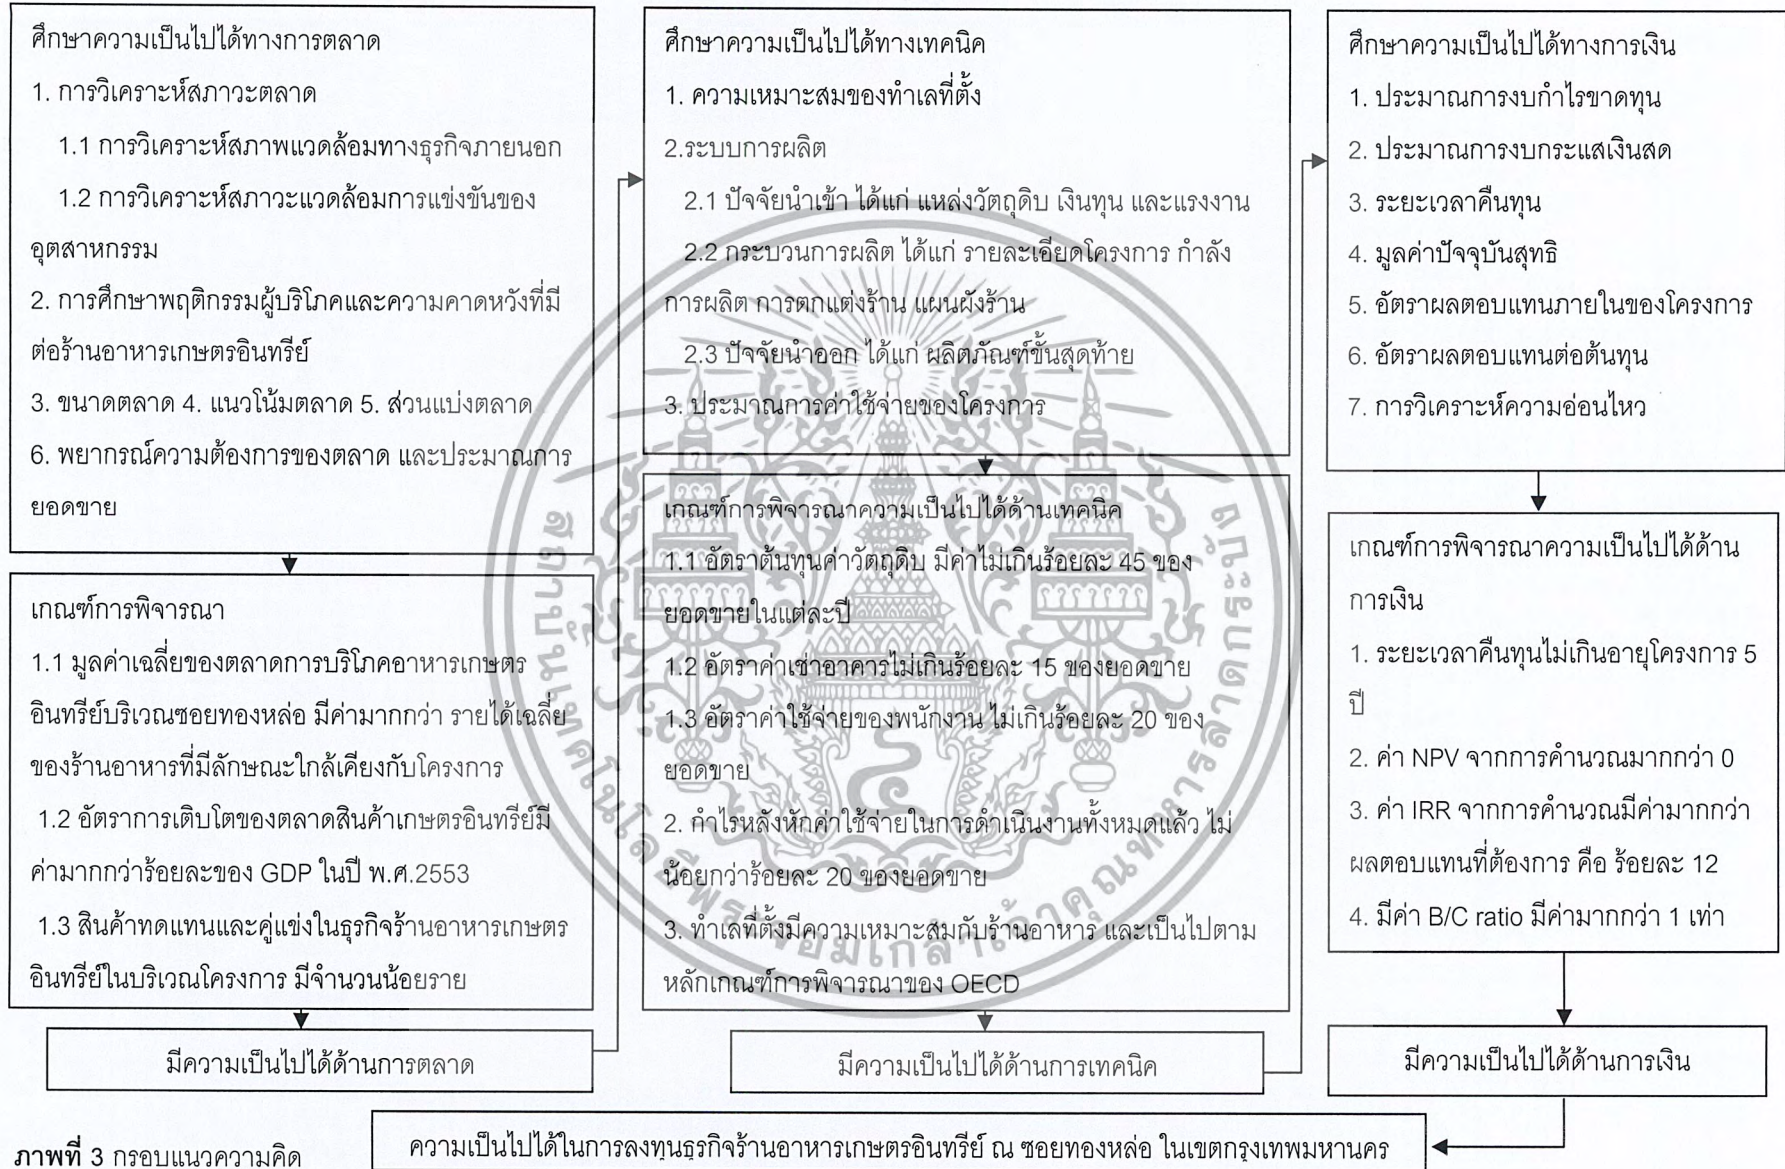 ศึกษาความเป็นไปได้ทางการตลาด
1. การวิเคราะห์สภาวะตลาด
1.1 การวิเคราะห์สภาพแวดล้อมทางธุรกิจภายนอก
1.2 การวิเคราะห์สภาวะแวดล้อมการแข่งขันของ
อุตสาหกรรม
2. การศึกษาพฤติกรรมผู้บริโภคและความคาดหวังที่มี
ต่อร้านอาหารเกษตรอินทรีย์
3. ขนาดตลาด 4. แนวโน้มตลาด 5. ส่วนแบ่งตลาด
6. พยากรณ์ความต้องการของตลาด และประมาณการ
ยอดขาย
เกณฑ์การพิจารณา
1.1 มูลค่าเฉลี่ยของตลาดการบริโภคอาหารเกษตร
อินทรีย์บริเวณซอยทองหล่อ มีค่ามากกว่า รายได้เฉลี่ย
ของร้านอาหารที่มีลักษณะใกล้เคียงกับโครงการ
1.2 อัตราการเติบโตของตลาดสินค้าเกษตรอินทรีย์มี
ค่ามากกว่าร้อยละของ GDP ในปี พ.ศ.2553
1.3 สินค้าทดแทนและคู่แข่งในธุรกิจร้านอาหารเกษตร
อินทรีย์ในบริเวณโครงการ มีจำนวนน้อยราย
มีความเป็นไปได้ด้านการตลาด
ศึกษาความเป็นไปได้ทางเทคนิค
1. ความเหมาะสมของทำเลที่ตั้ง
2.ระบบการผลิต
2.1 ปัจจัยนำเข้า ได้แก่ แหล่งวัตถุดิบ เงินทุน และแรงงาน
2.2 กระบวนการผลิต ได้แก่ รายละเอียดโครงการ กำลัง
การผลิต การตกแต่งร้าน แผนผังร้าน
2.3 ปัจจัยนำออก ได้แก่ ผลิตภัณฑ์ขั้นสุดท้าย
3. ประมาณการค่าใช้จ่ายของโครงการ
เกณฑ์การพิจารณาความเป็นไปได้ด้านเทคนิค
1.1 อัตราต้นทุนค่าวัตถุดิบ มีค่าไม่เกินร้อยละ 45 ของ
ยอดขายในแต่ละปี
1.2 อัตราค่าเช่าอาคารไม่เกินร้อยละ 15 ของยอดขาย
1.3 อัตราค่าใช้จ่ายของพนักงาน ไม่เกินร้อยละ 20 ของ
ยอดขาย
2. กำไรหลังหักค่าใช้จ่ายในการดำเนินงานทั้งหมดแล้ว ไม่
น้อยกว่าร้อยละ 20 ของยอดขาย
3. ทำเลที่ตั้งมีความเหมาะสมกับร้านอาหาร และเป็นไปตาม
หลักเกณฑ์การพิจารณาของ OECD
มีความเป็นไปได้ด้านการเทคนิค
ศึกษาความเป็นไปได้ทางการเงิน
1. ประมาณการงบกำไรขาดทุน
2. ประมาณการงบกระแสเงินสด
3. ระยะเวลาคืนทุน
4. มูลค่าปัจจุบันสุทธิ
5. อัตราผลตอบแทนภายในของโครงการ
6. อัตราผลตอบแทนต่อต้นทุน
7. การวิเคราะห์ความอ่อนไหว
เกณฑ์การพิจารณาความเป็นไปได้ด้าน
การเงิน
1. ระยะเวลาคืนทุนไม่เกินอายุโครงการ 5
ปี
2. ค่า NPV จากการคำนวณมากกว่า 0
3. ค่า IRR จากการคำนวณมีค่ามากกว่า
ผลตอบแทนที่ต้องการ คือ ร้อยละ 12
4. มีค่า B/C ratio มีค่ามากกว่า 1 เท่า
มีความเป็นไปได้ด้านการเงิน
ความเป็นไปได้ในการลงทุนธุรกิจร้านอาหารเกษตรอินทรีย์ ณ ซอยทองหล่อ ในเขตกรุงเทพมหานคร
ภาพที่ 3 กรอบแนวความคิด
สถาบันเทคโนโลยีพระจอมเกล้าเจ้าคุณทหารลาดกระบัง